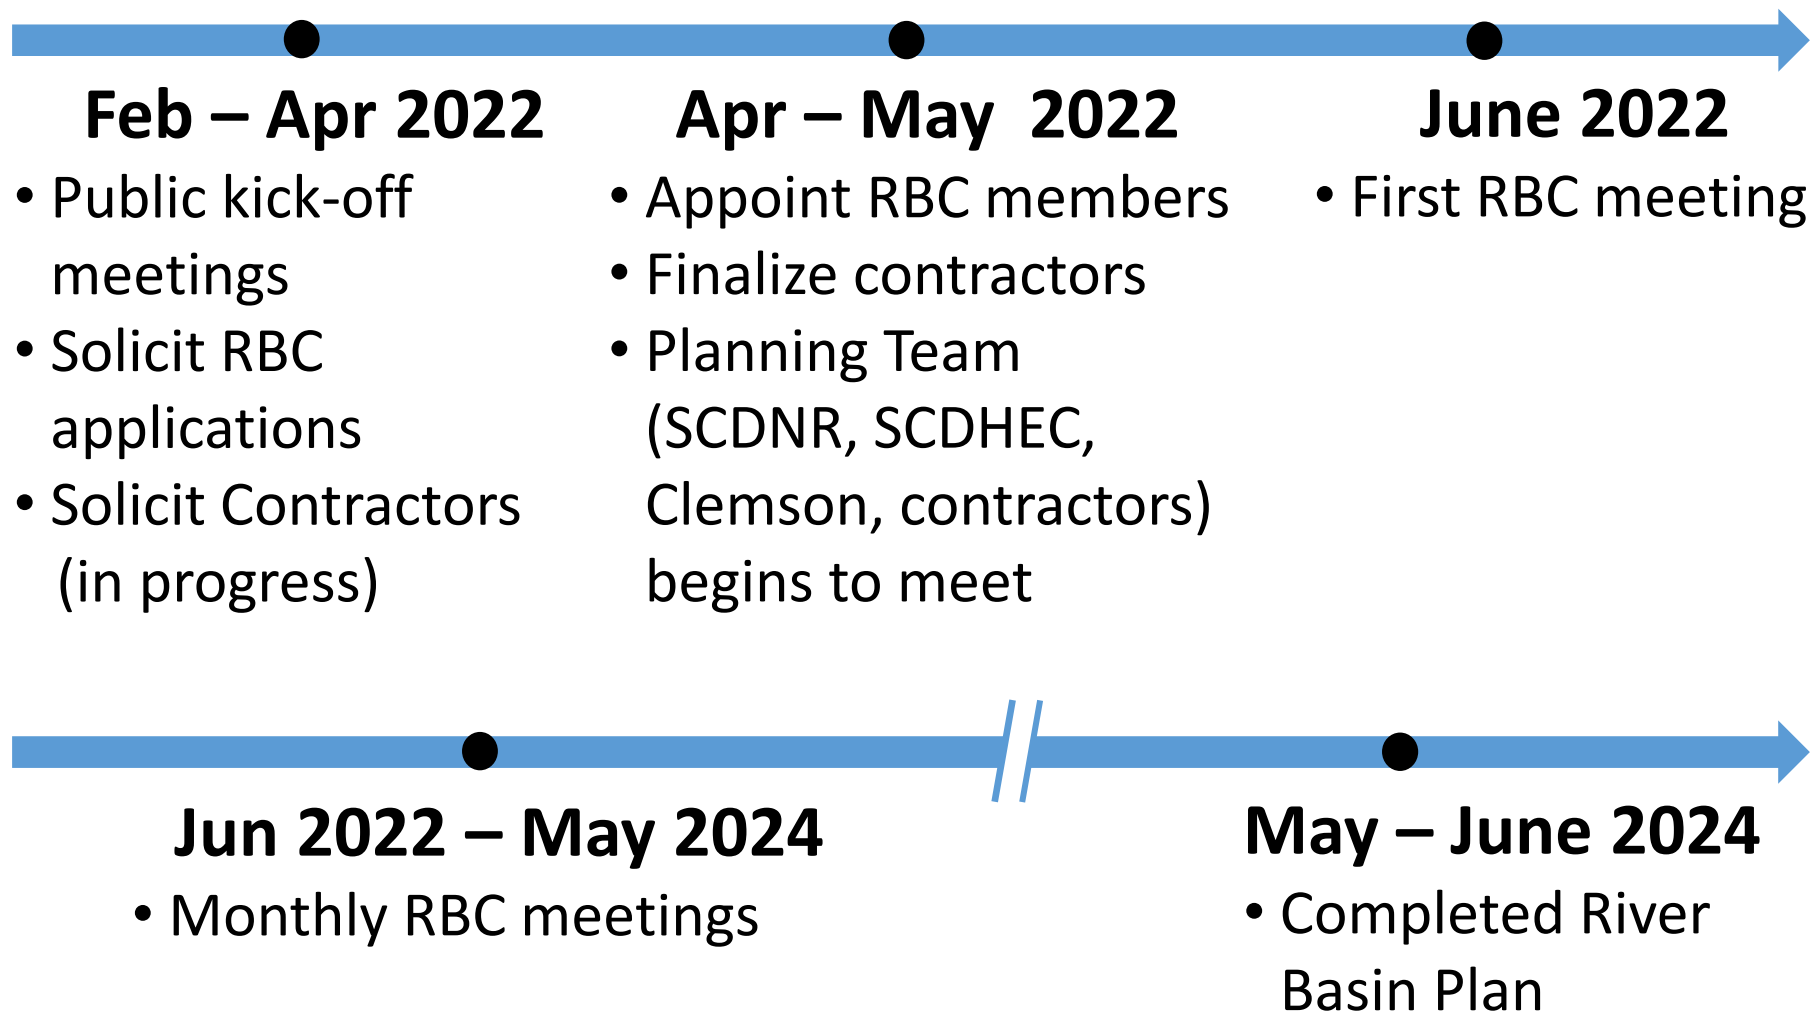 Feb – Apr 2022
• Public kick-off
meetings
• Solicit RBC
applications
• Solicit Contractors
(in progress)
Apr – May 2022
• Appoint RBC members
• Finalize contractors
• Planning Team
(SCDNR, SCDHEC,
Clemson, contractors)
begins to meet
June 2022
• First RBC meeting
Jun 2022 – May 2024
• Monthly RBC meetings
May – June 2024
• Completed River
Basin Plan